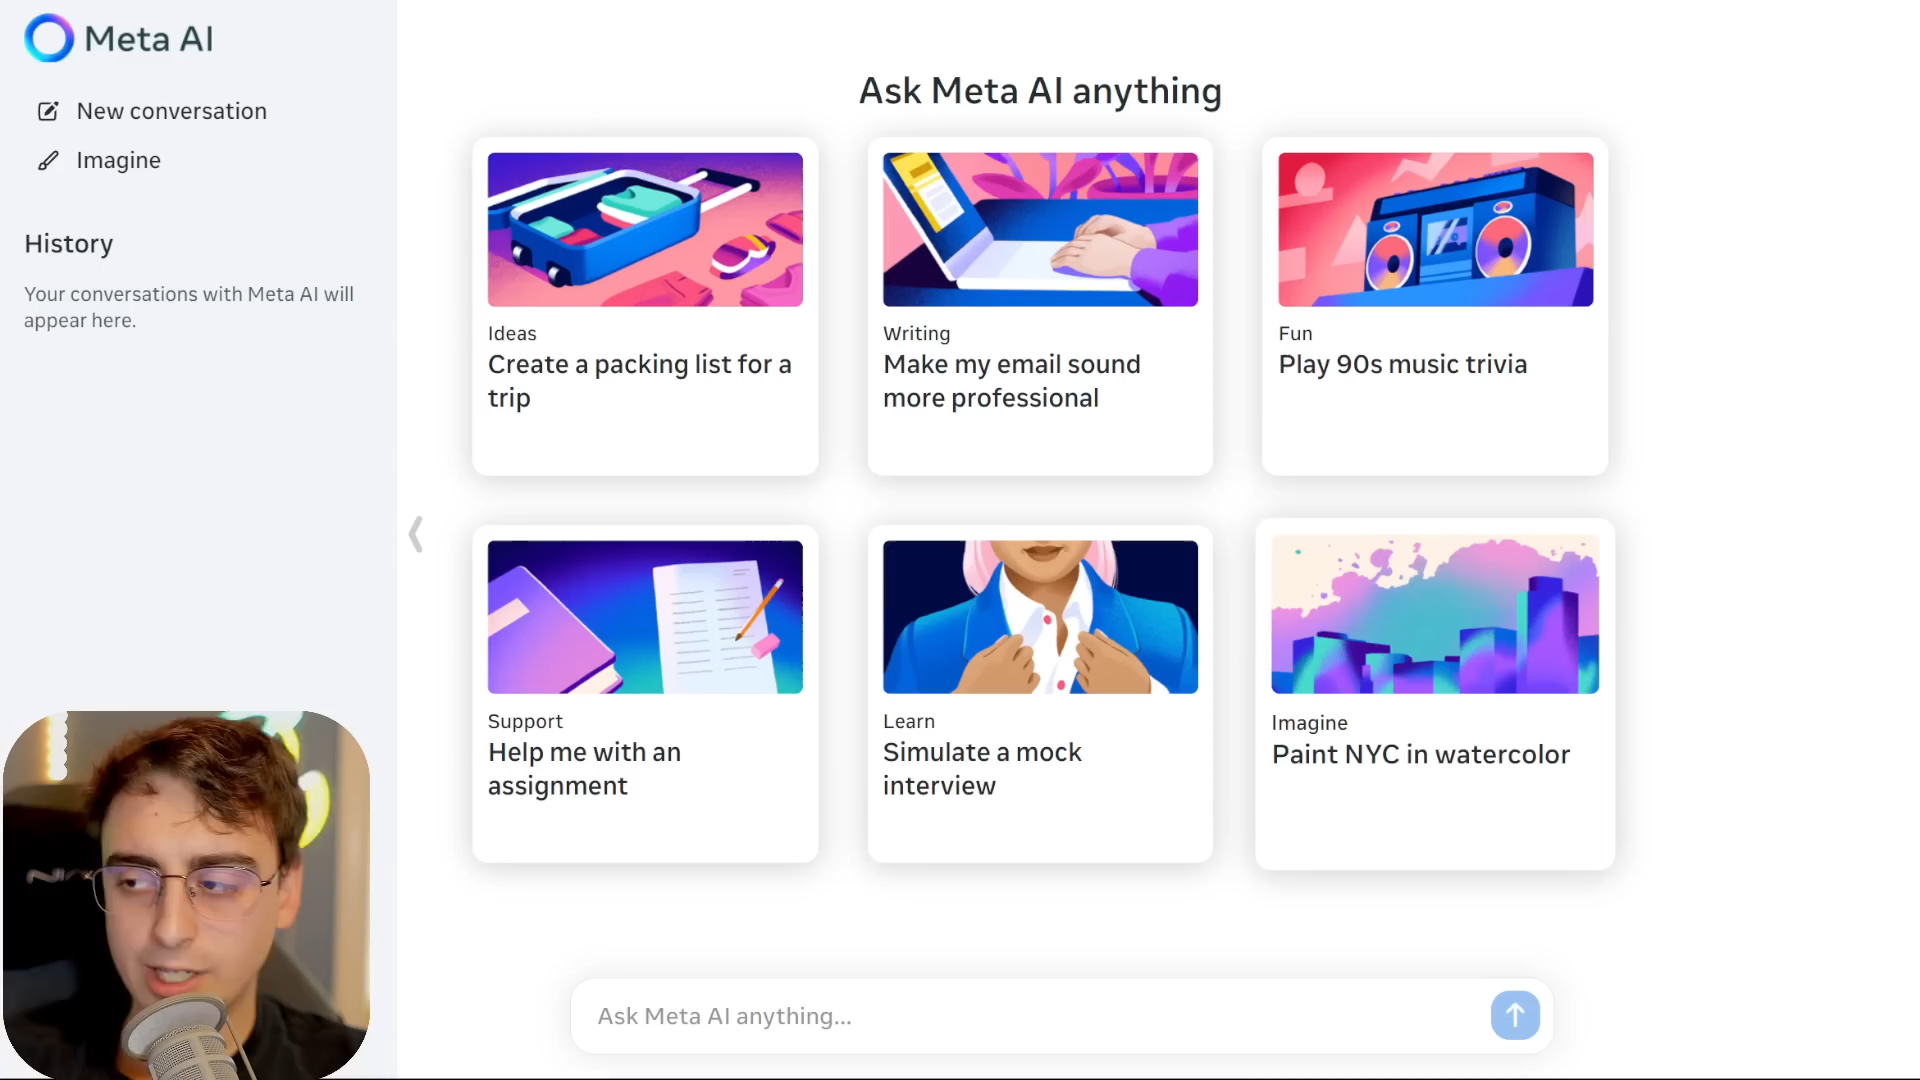 Meta AI
New conversation
Imagine
History
Your conversations with Meta AI will
appear here.
Ask Meta AI anything
Ideas
Create a packing list for a
trip
Writing
Make my email sound
more professional
Fun
Play 90s music trivia
Support
Help me with an
assignment
Learn
Simulate a mock
interview
Imagine
Paint NYC in watercolor
Ask Meta AI anything...